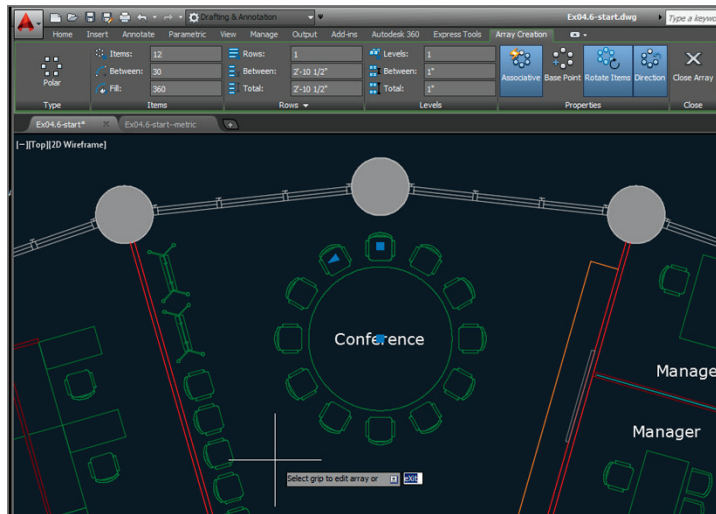 Drafting & Annotation
Ex04.6-start.dwg
Type a keywo
Home Insert Annotate Parametric View Manage Output Add-ins Autodesk 360 Express Tools Array Creation
Items: 12 Rows: 1 Levels: 1
Between: 30 Between: 2'-10 1/2" Between: 1"
Fill: 360 Total: 2'-10 1/2" Total: 1"
Polar Associative Base Point Rotate Items Direction Close Array
Type Items Rows Levels Properties Close
Ex04.6-start* Ex04.6-start--metric
[−][Top][2D Wireframe]
Conference
Manage
Manager
Select grip to edit array or eXit